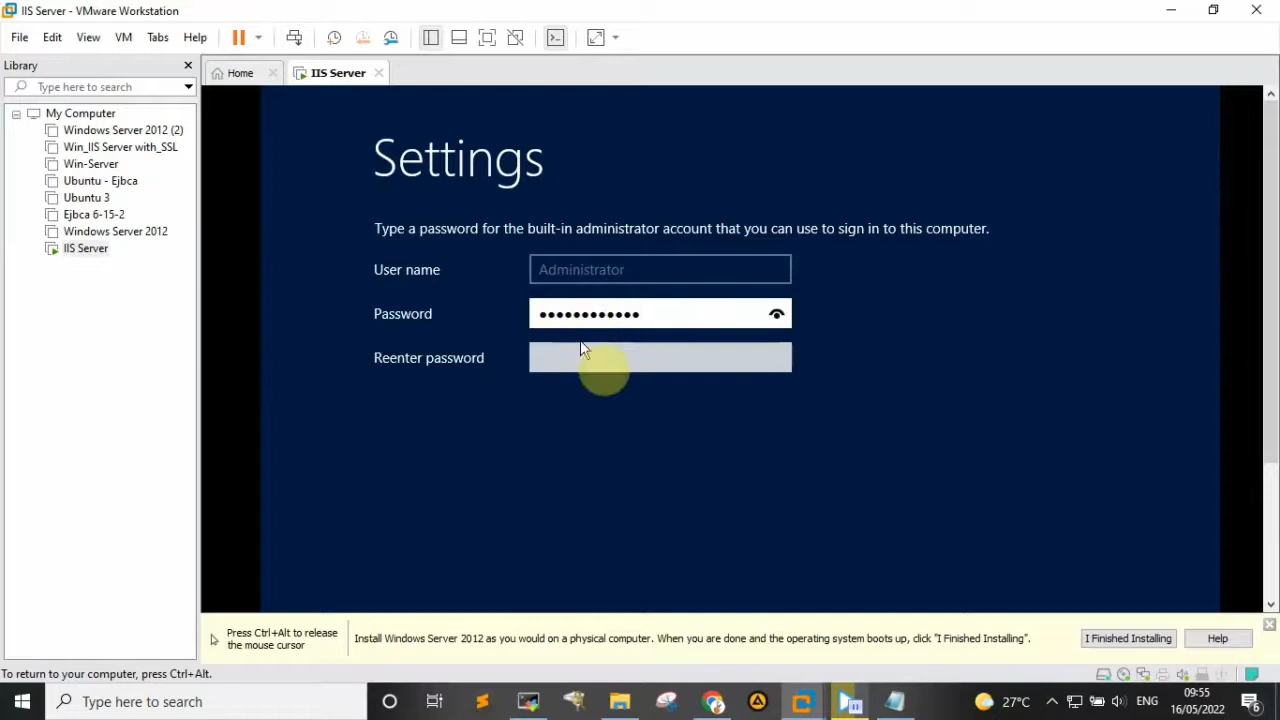 IIS Server - VMware Workstation
File Edit View VM Tabs Help
Library
Type here to search
My Computer
Windows Server 2012 (2)
Win_IIS Server with_SSL
Win-Server
Ubuntu - Ejbca
Ubuntu 3
Ejbca 6-15-2
Windows Server 2012
IIS Server
Home
IIS Server
Settings
Type a password for the built-in administrator account that you can use to sign in to this computer.
User name
Administrator
Password
Reenter password
Press Ctrl+Alt to release
the mouse cursor
Install Windows Server 2012 as you would on a physical computer. When you are done and the operating system boots up, click "I Finished Installing".
I Finished Installing
Help
To return to your computer, press Ctrl+Alt.
Type here to search
27°C
ENG
09:55
16/05/2022
6